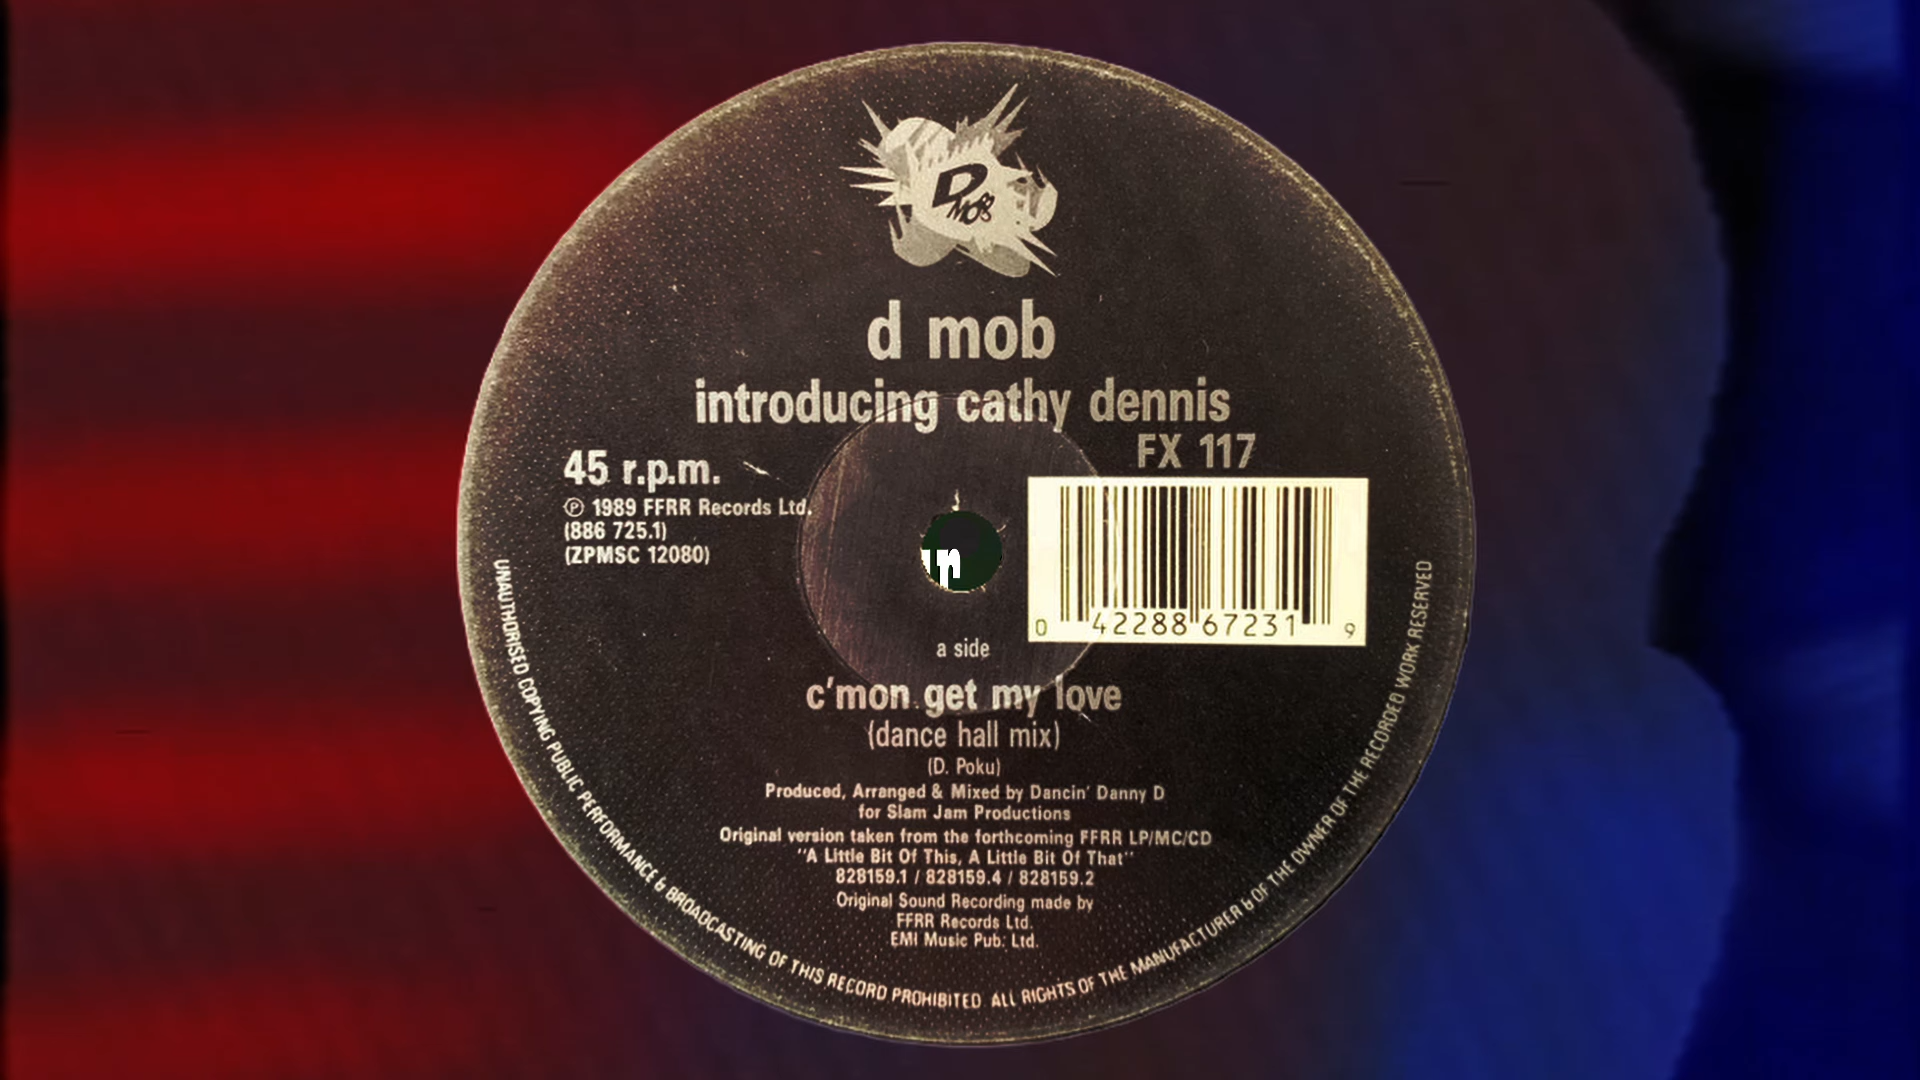 D MOB
d mob
introducing cathy dennis
FX 117
45 r.p.m.
℗ 1989 FFRR Records Ltd.
(886 725.1)
(ZPMSC 12080)
0 42288 67231 9
a side
c'mon get my love
(dance hall mix)
(D. Poku)
Produced, Arranged & Mixed by Dancin' Danny D
for Slam Jam Productions
Original version taken from the forthcoming FFRR LP/MC/CD
"A Little Bit Of This, A Little Bit Of That"
828159.1 / 828159.4 / 828159.2
Original Sound Recording made by
FFRR Records Ltd.
EMI Music Pub: Ltd.
UNAUTHORISED COPYING PUBLIC PERFORMANCE & BROADCASTING OF THIS RECORD PROHIBITED. ALL RIGHTS OF THE MANUFACTURER & OF THE OWNER OF THE RECORDED WORK RESERVED